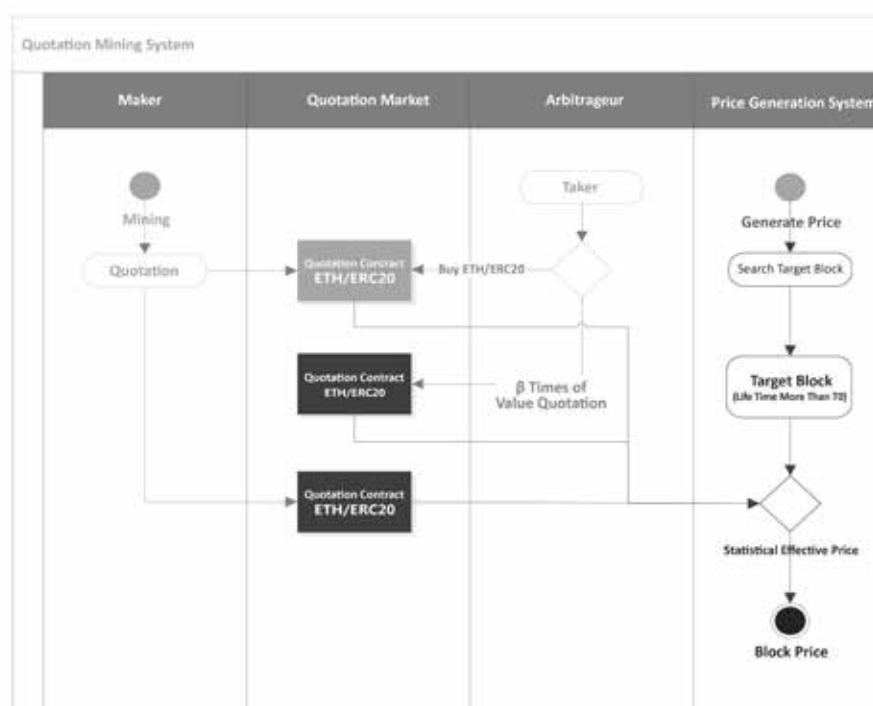 Quotation Mining System
Maker
Quotation Market
Arbitrageur
Price Generation System
Mining
Quotation
Quotation Contract
ETH/ERC20
Quotation Contract
ETH/ERC20
Quotation Contract
ETH/ERC20
Taker
Buy ETH/ERC20
β Times of
Value Quotation
Generate Price
Search Target Block
Target Block
(Life Time More Than T0)
Statistical Effective Price
Block Price